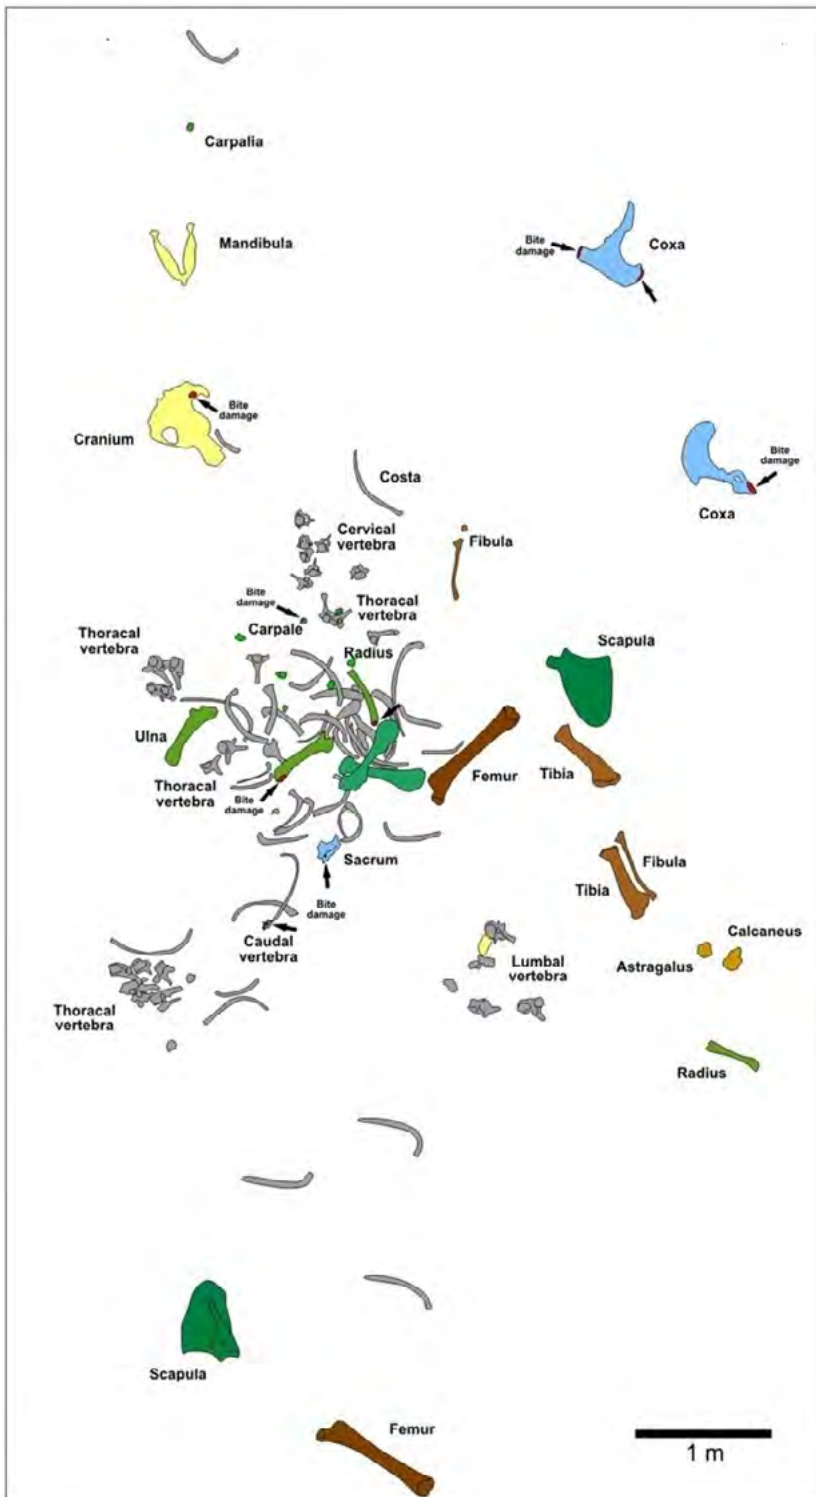 Carpalia
Mandibula
Bite
damage
Coxa
Bite
damage
Cranium
Bite
damage
Costa
Coxa
Cervical
vertebra
Fibula
Bite
damage
Thoracal
vertebra
Carpale
Thoracal
vertebra
Radius
Scapula
Ulna
Thoracal
vertebra
Femur
Tibia
Bite
damage
Sacrum
Fibula
Tibia
Bite
damage
Caudal
vertebra
Calcaneus
Lumbal
vertebra
Astragalus
Thoracal
vertebra
Radius
Scapula
Femur
1 m